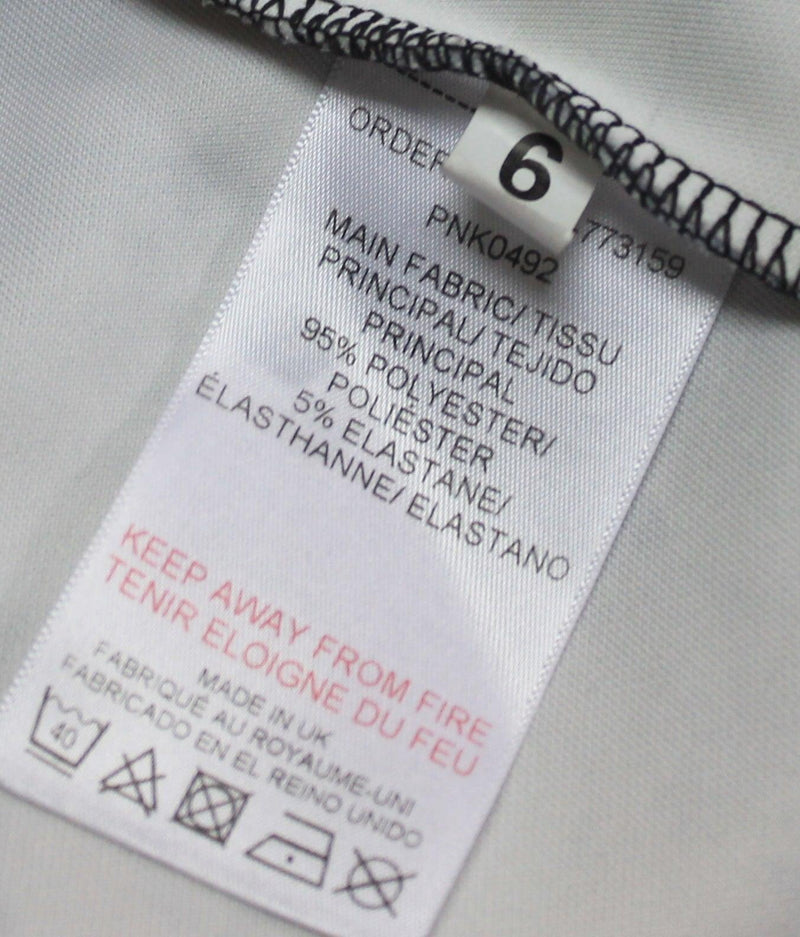 6
-773159
PNK0492
MAIN FABRIC/ TISSU
PRINCIPAL/ TEJIDO
PRINCIPAL
95% POLYESTER/
POLIÉSTER
5% ELASTANE/
ÉLASTHANNE/ ELASTANO
KEEP AWAY FROM FIRE
TENIR ELOIGNE DU FEU
MADE IN UK
FABRIQUÉ AU ROYAUME-UNI
FABRICADO EN EL REINO UNIDO
40